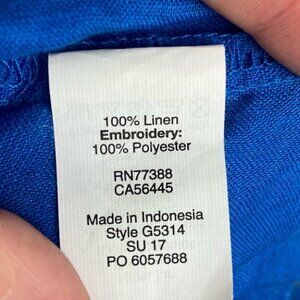 100% Linen
Embroidery:
100% Polyester
RN77388
CA56445
Made in Indonesia
Style G5314
SU 17
PO 6057688